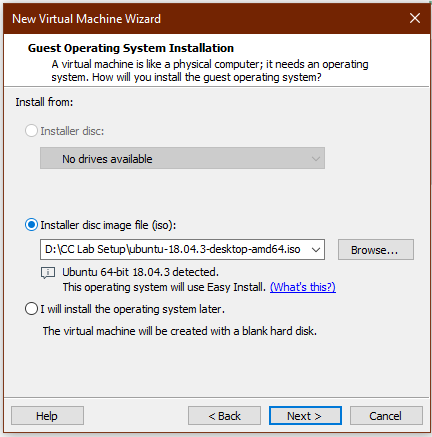 New Virtual Machine Wizard
Guest Operating System Installation
A virtual machine is like a physical computer; it needs an operating
system. How will you install the guest operating system?
Install from:
Installer disc:
No drives available
Installer disc image file (iso):
D:\CC Lab Setup\ubuntu-18.04.3-desktop-amd64.iso
Browse...
Ubuntu 64-bit 18.04.3 detected.
This operating system will use Easy Install. (What's this?)
I will install the operating system later.
The virtual machine will be created with a blank hard disk.
Help
< Back
Next >
Cancel